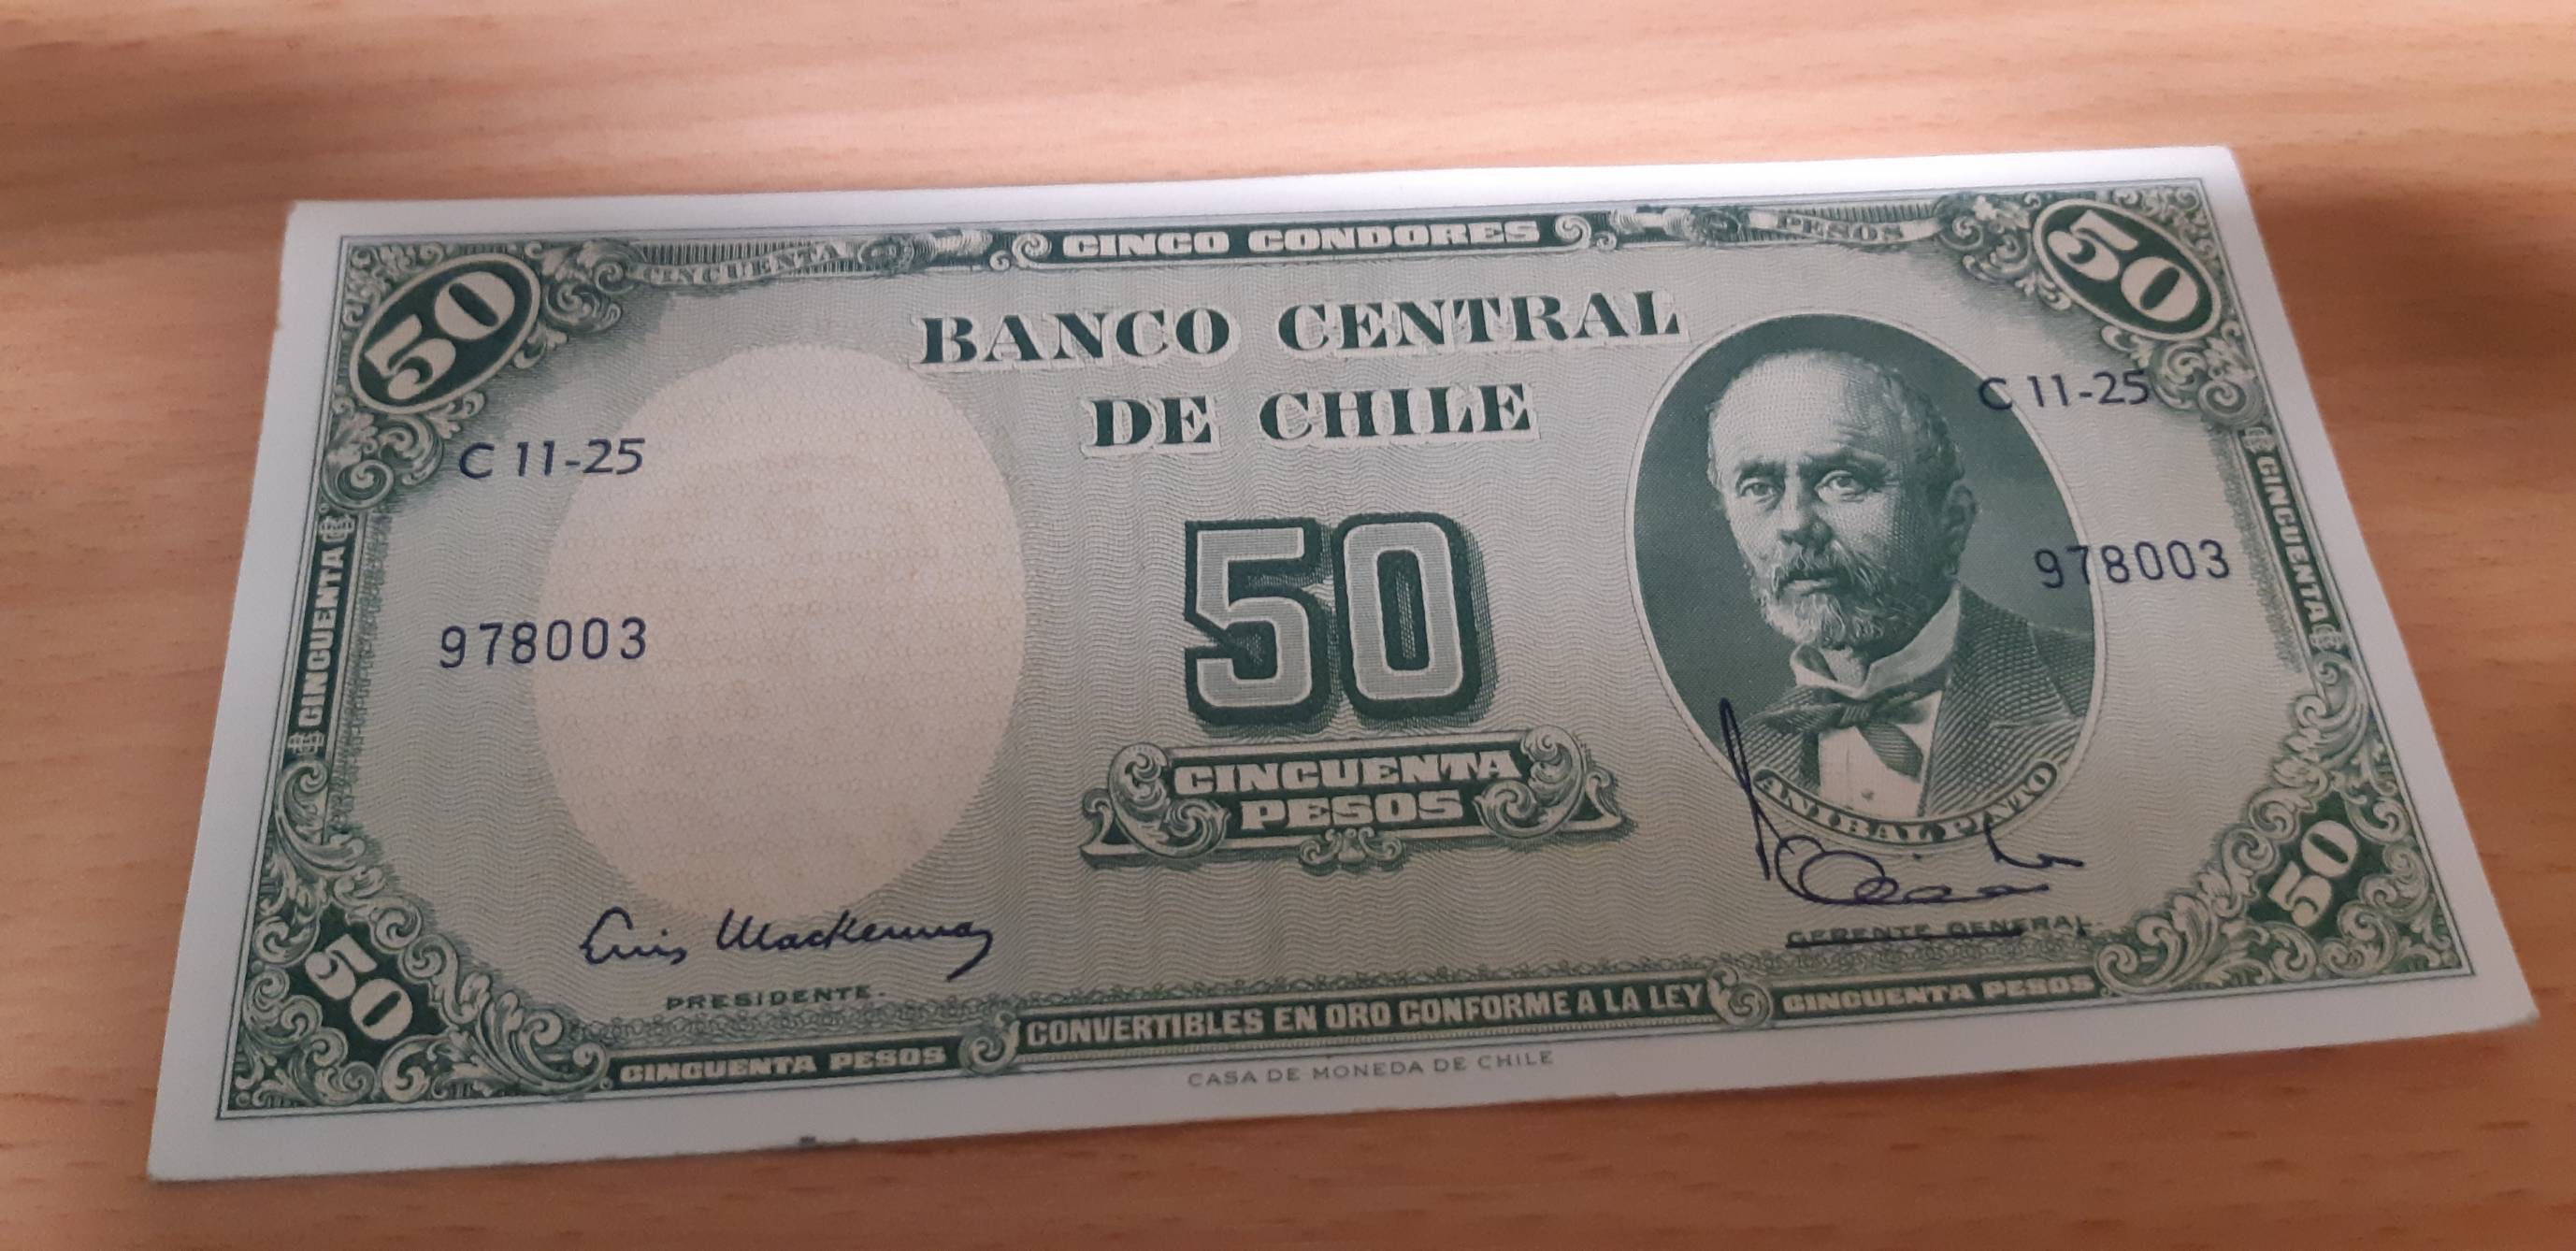 50
CINCUENTA
CINCO CONDORES
PESOS
50
BANCO CENTRAL
DE CHILE
C 11-25
C 11-25
CINCUENTA
CINCUENTA
50
978003
978003
CINCUENTA
PESOS
ANIBAL PINTO
Luis Mackenna
PRESIDENTE.
GERENTE GENERAL.
50
50
CINCUENTA PESOS
CONVERTIBLES EN ORO CONFORME A LA LEY
CINCUENTA PESOS
CASA DE MONEDA DE CHILE